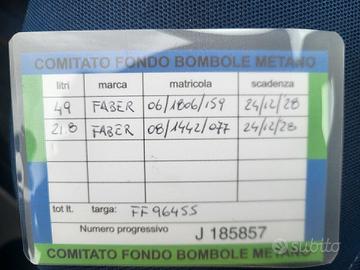 COMITATO FONDO BOMBOLE METANO
litri marca matricola scadenza
49 FABER 06/1806/159 24/12/28
21.8 FABER 08/1442/077 24/12/28
tot lt. targa: FF964SS
Numero progressivo J 185857
COMITATO FONDO BOMBOLE METANO
subito